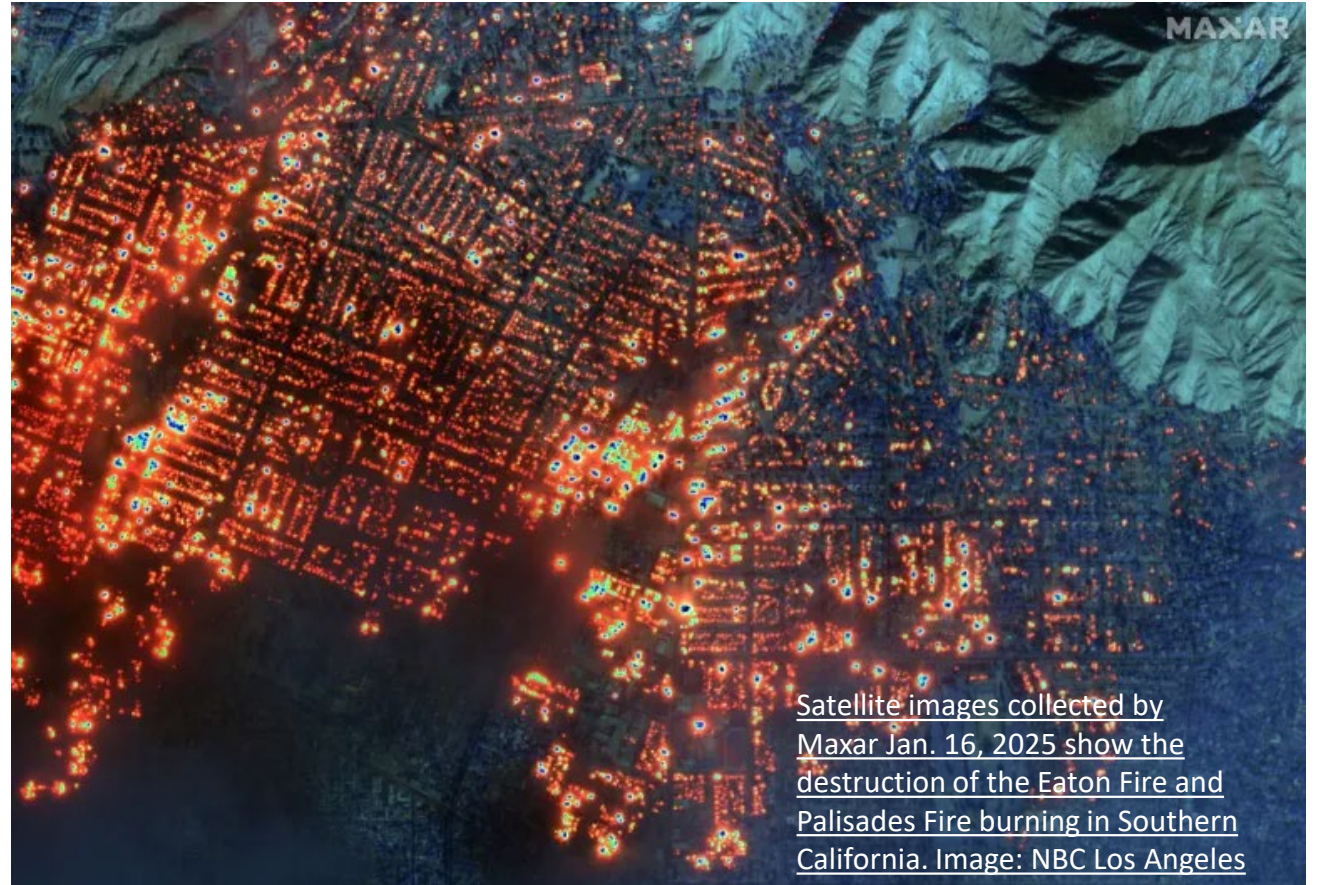 MAXAR
Satellite images collected by
Maxar Jan. 16, 2025 show the
destruction of the Eaton Fire and
Palisades Fire burning in Southern
California. Image: NBC Los Angeles